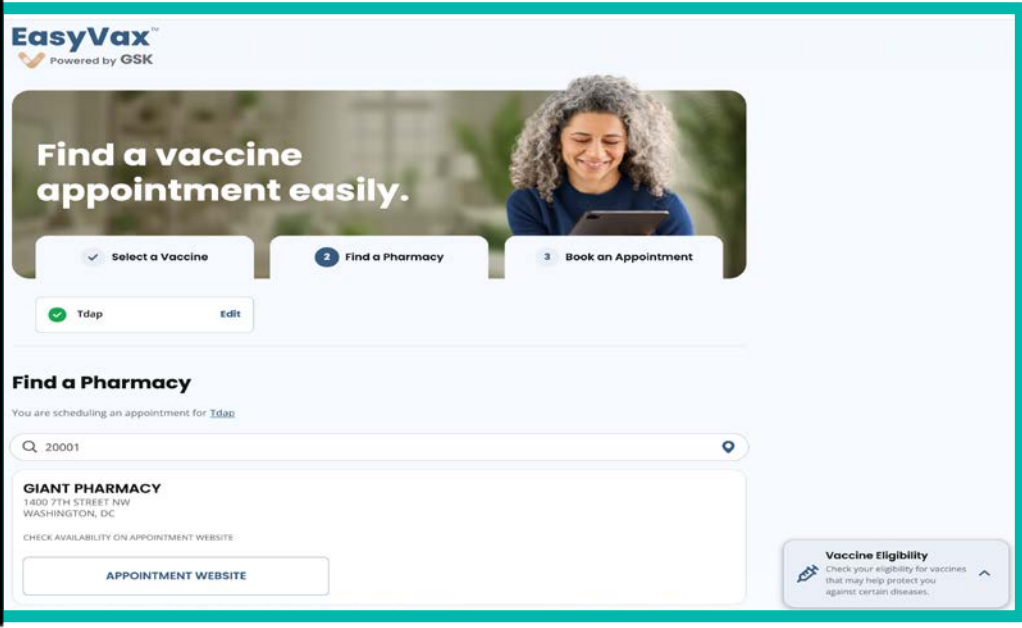 EasyVax™
Powered by GSK
Find a vaccine
appointment easily.
Select a Vaccine
2 Find a Pharmacy
3 Book an Appointment
Tdap Edit
Find a Pharmacy
You are scheduling an appointment for Tdap
20001
GIANT PHARMACY
1400 7TH STREET NW
WASHINGTON, DC
CHECK AVAILABILITY ON APPOINTMENT WEBSITE
APPOINTMENT WEBSITE
Vaccine Eligibility
Check your eligibility for vaccines
that may help protect you
against certain diseases.